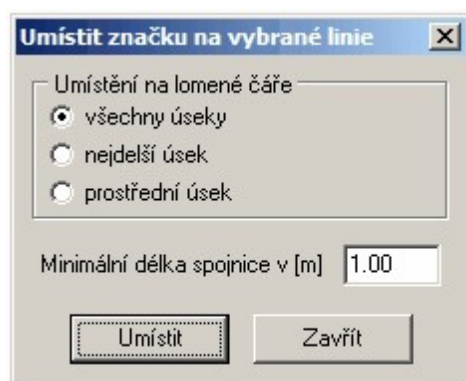 Umístit značku na vybrané linie
Umístění na lomené čáře
všechny úseky
nejdelší úsek
prostřední úsek
Minimální délka spojnice v [m] 1.00
Umístit Zavřít